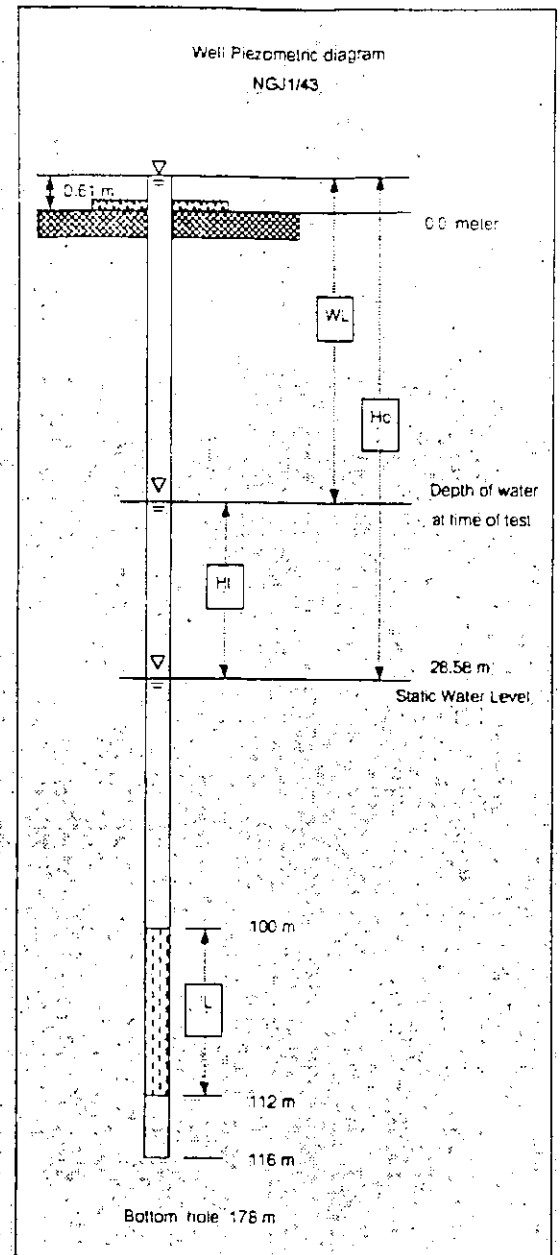 Well Piezometric diagram
NGJ1/43
0.61 m
0.0 meter
WL
Ho
Depth of water
at time of test
Ht
28.58 m
Static Water Level
100 m
L
112 m
116 m
Bottom hole 178 m